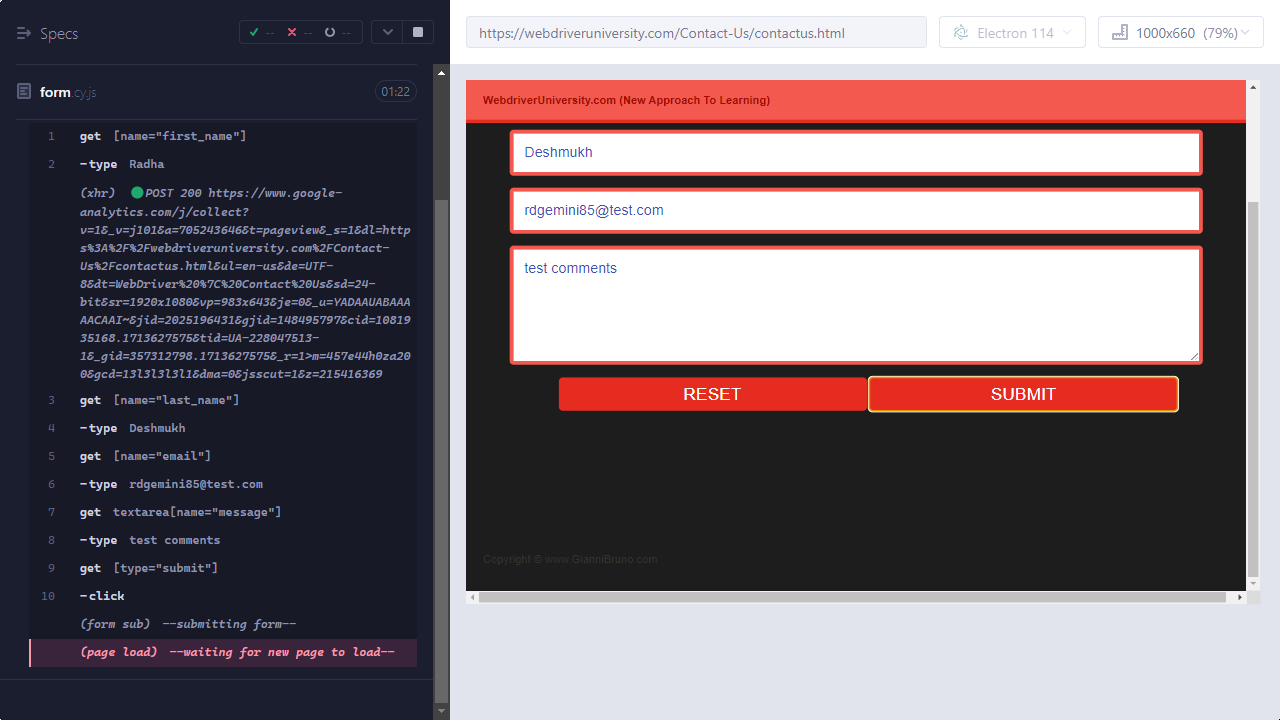 Specs
-- -- --
form.cy.js
01:22
1 get [name="first_name"]
2 -type Radha
(xhr) POST 200 https://www.google-
analytics.com/j/collect?
v=1&_v=j101&a=705243646&t=pageview&_s=1&dl=http
s%3A%2F%2Fwebdriveruniversity.com%2FContact-
Us%2Fcontactus.html&ul=en-us&de=UTF-
8&dt=WebDriver%20%7C%20Contact%20Us&sd=24-
bit&sr=1920x1080&vp=983x643&je=0&_u=YADAAUABAAA
AACAAI~&jid=2025196431&gjid=148495797&cid=10819
35168.1713627575&tid=UA-228047513-
1&_gid=357312798.1713627575&_r=1>m=457e44h0za20
0&gcd=13l3l3l3l1&dma=0&jsscut=1&z=215416369
3 get [name="last_name"]
4 -type Deshmukh
5 get [name="email"]
6 -type rdgemini85@test.com
7 get textarea[name="message"]
8 -type test comments
9 get [type="submit"]
10 -click
(form sub) --submitting form--
(page load) --waiting for new page to load--
https://webdriveruniversity.com/Contact-Us/contactus.html
Electron 114
1000x660 (79%)
WebdriverUniversity.com (New Approach To Learning)
Deshmukh
rdgemini85@test.com
test comments
RESET
SUBMIT
Copyright © www.GianniBruno.com